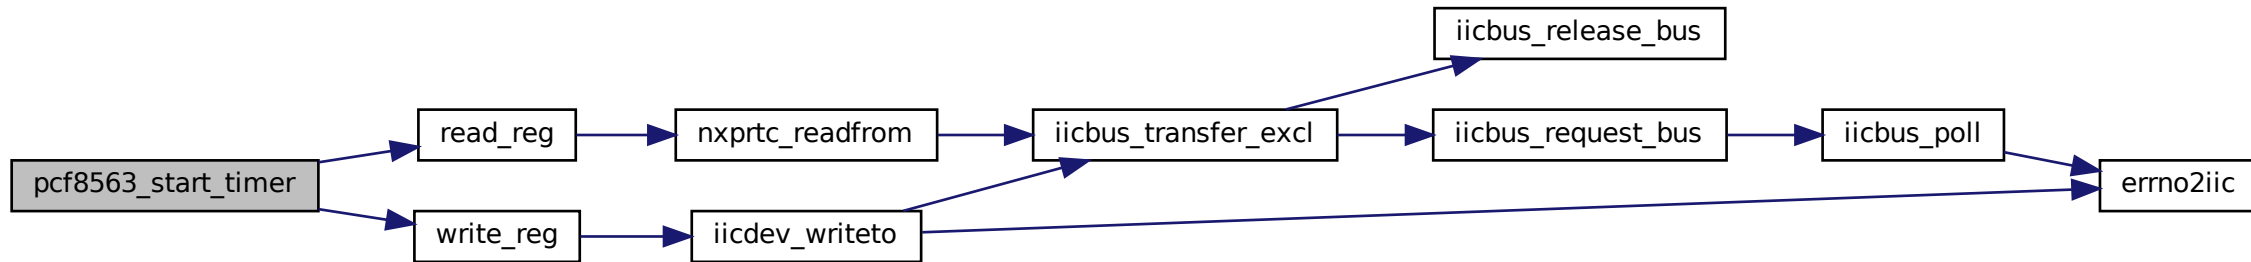 iicbus_release_bus
read_reg
nxprtc_readfrom
iicbus_transfer_excl
iicbus_request_bus
iicbus_poll
pcf8563_start_timer
errno2iic
write_reg
iicdev_writeto